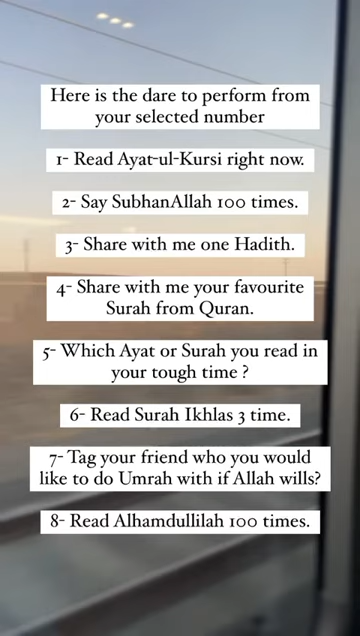 Here is the dare to perform from
your selected number
1- Read Ayat-ul-Kursi right now.
2- Say SubhanAllah 100 times.
3- Share with me one Hadith.
4- Share with me your favourite
Surah from Quran.
5- Which Ayat or Surah you read in
your tough time ?
6- Read Surah Ikhlas 3 time.
7- Tag your friend who you would
like to do Umrah with if Allah wills?
8- Read Alhamdullilah 100 times.